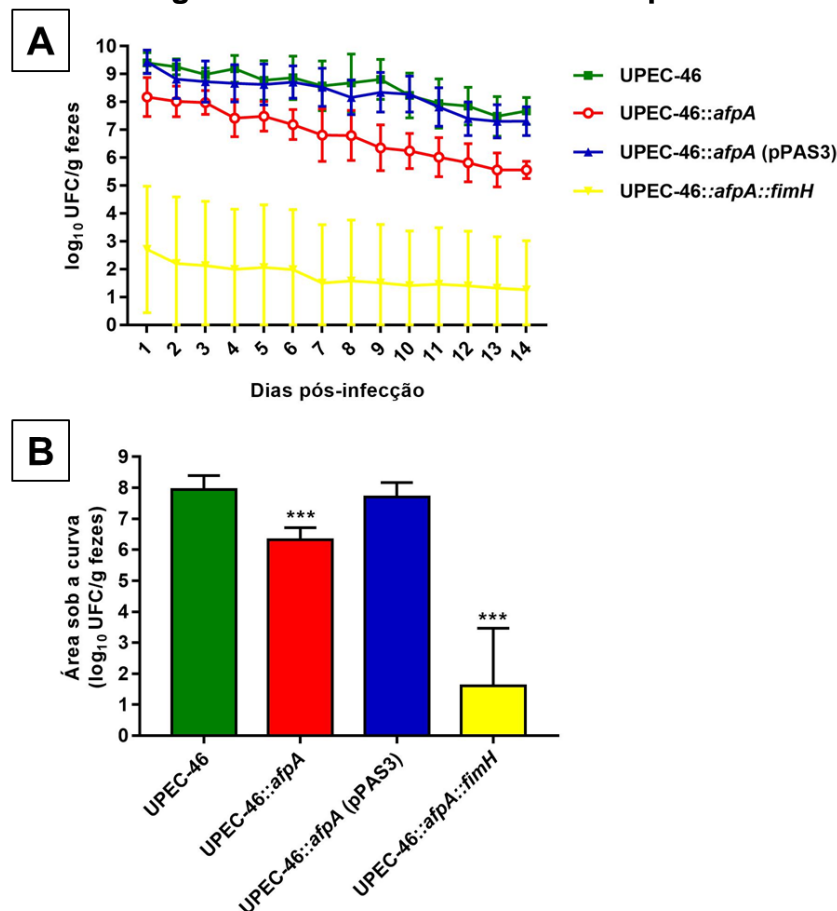 A
10
9
8
7
6
5
4
3
2
1
0
log₁₀ UFC/g fezes
1 2 3 4 5 6 7 8 9 10 11 12 13 14
Dias pós-infecção
UPEC-46
UPEC-46::afpA
UPEC-46::afpA (pPAS3)
UPEC-46::afpA::fimH
B
9
8
7
6
5
4
3
2
1
0
Área sob a curva
(log₁₀ UFC/g fezes)
***
***
UPEC-46
UPEC-46::afpA
UPEC-46::afpA (pPAS3)
UPEC-46::afpA::fimH